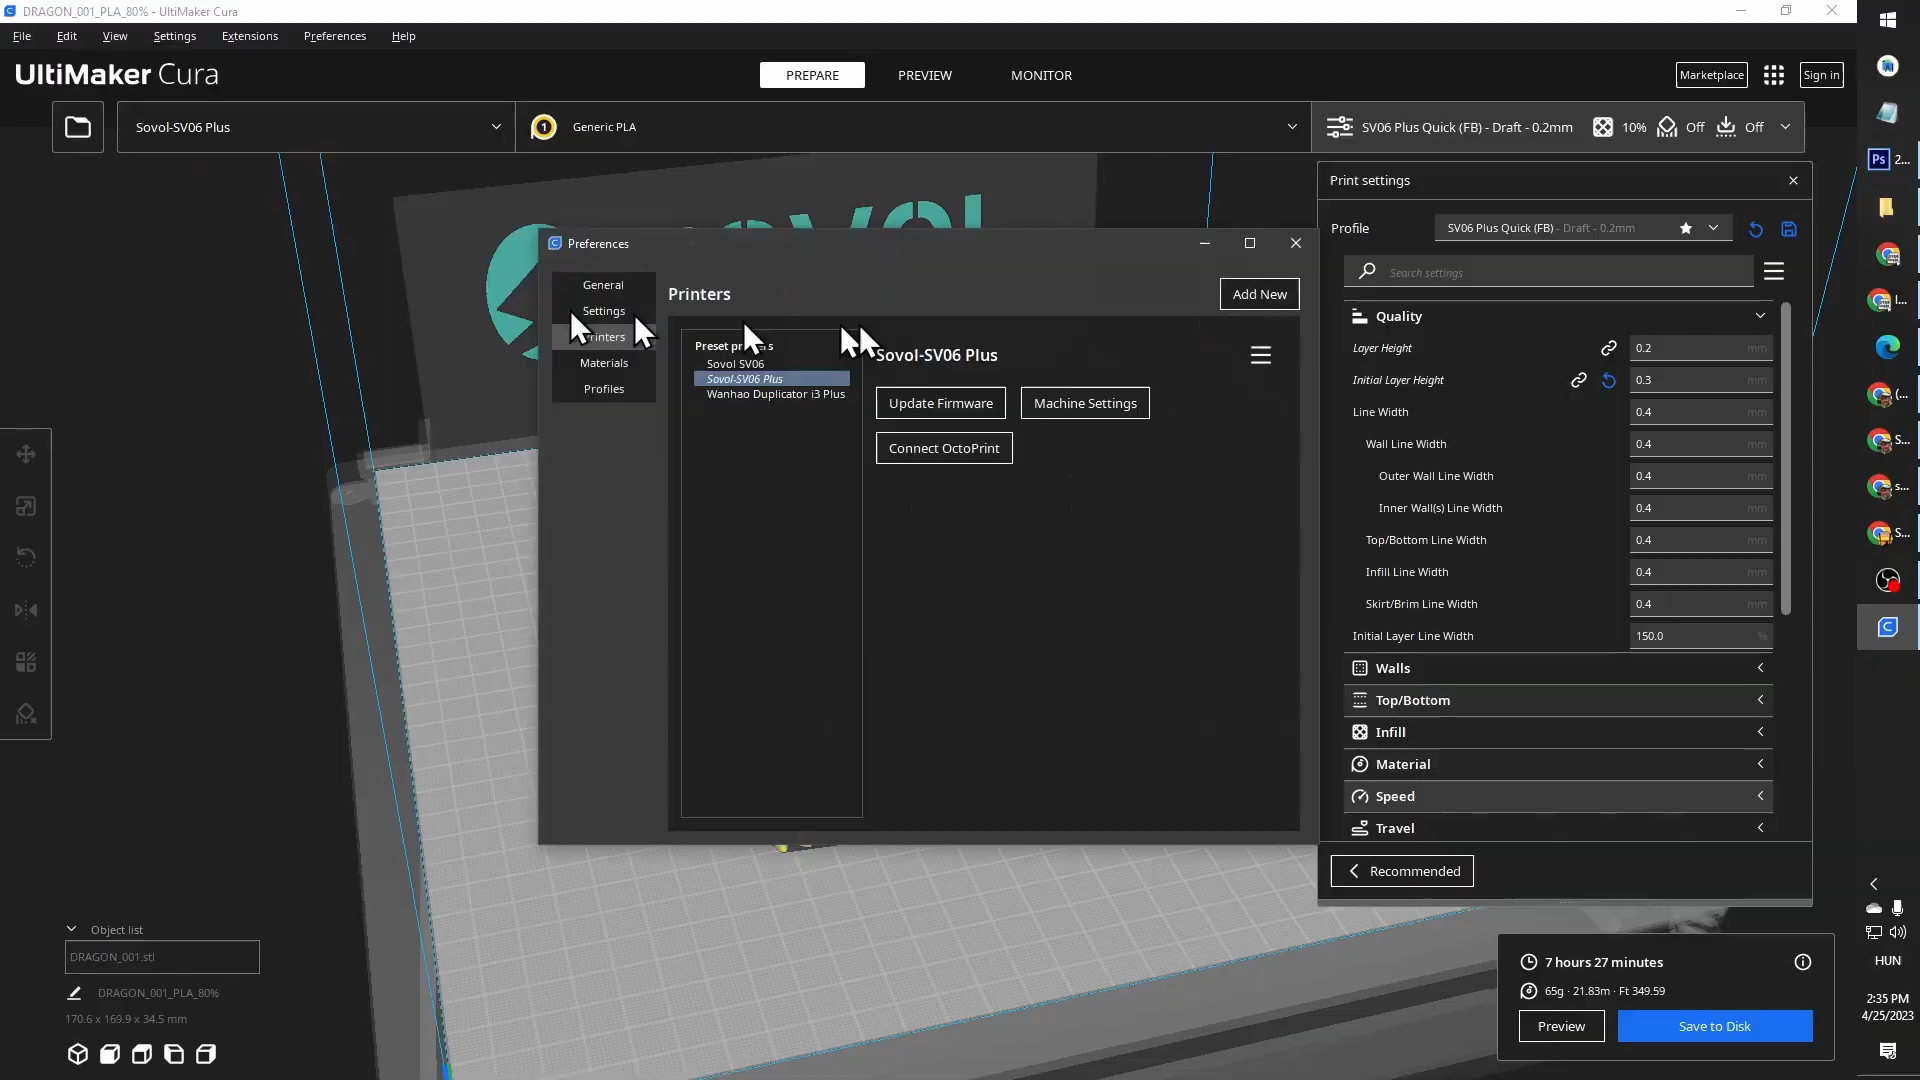 DRAGON_001_PLA_80% - UltiMaker Cura
File Edit View Settings Extensions Preferences Help
UltiMaker Cura
PREPARE PREVIEW MONITOR
Marketplace
Sign in
Sovol-SV06 Plus
1 Generic PLA
SV06 Plus Quick (FB) - Draft - 0.2mm 10% Off Off
Print settings
Profile SV06 Plus Quick (FB) - Draft - 0.2mm
Search settings
Quality
Layer Height 0.2 mm
Initial Layer Height 0.3 mm
Line Width 0.4 mm
Wall Line Width 0.4 mm
Outer Wall Line Width 0.4 mm
Inner Wall(s) Line Width 0.4 mm
Top/Bottom Line Width 0.4 mm
Infill Line Width 0.4 mm
Skirt/Brim Line Width 0.4 mm
Initial Layer Line Width 150.0 %
Walls
Top/Bottom
Infill
Material
Speed
Travel
Recommended
Preferences
General
Settings
Materials
Profiles
Printers
Add New
Preset
Sovol SV06
Sovol-SV06 Plus
Wanhao Duplicator i3 Plus
Sovol-SV06 Plus
Update Firmware
Machine Settings
Connect OctoPrint
Object list
DRAGON_001.stl
DRAGON_001_PLA_80%
170.6 x 169.9 x 34.5 mm
7 hours 27 minutes
65g · 21.83m · Ft 349.59
Preview
Save to Disk
Ps 2...
I...
(...
S...
s...
S...
HUN
2:35 PM
4/25/2023